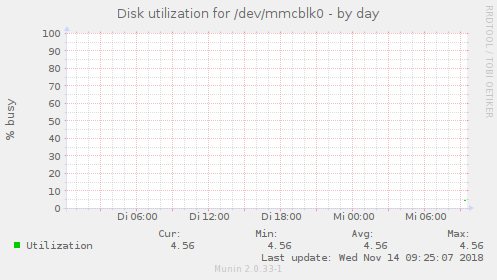 Disk utilization for /dev/mmcblk0 - by day
RRDTOOL / TOBI OETIKER
% busy
100
90
80
70
60
50
40
30
20
10
0
Di 06:00 Di 12:00 Di 18:00 Mi 00:00 Mi 06:00
Cur: Min: Avg: Max:
Utilization 4.56 4.56 4.56 4.56
Last update: Wed Nov 14 09:25:07 2018
Munin 2.0.33-1